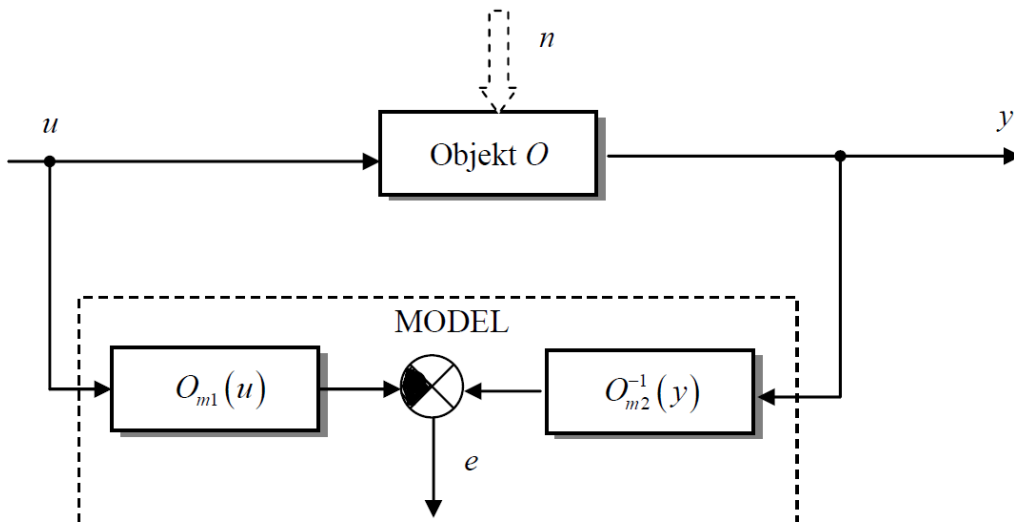 n
u
Objekt O
y
MODEL
O_{m1}(u)
O_{m2}^{-1}(y)
e